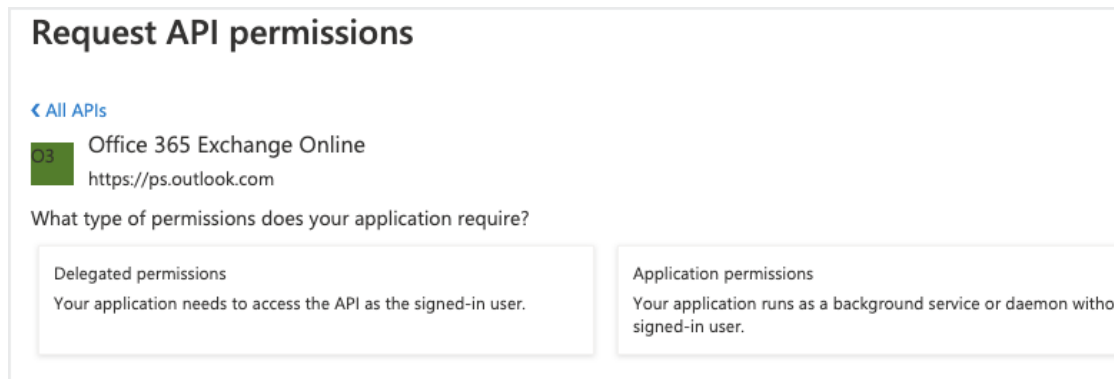 Request API permissions
All APIs
O3
Office 365 Exchange Online
https://ps.outlook.com
What type of permissions does your application require?
Delegated permissions
Your application needs to access the API as the signed-in user.
Application permissions
Your application runs as a background service or daemon witho
signed-in user.